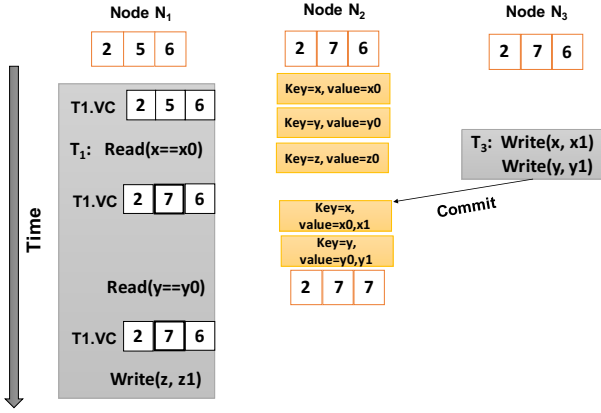 Node N₁
2 5 6
Node N₂
2 7 6
Node N₃
2 7 6
Time
T1.VC 2 5 6
T₁: Read(x==x0)
T1.VC 2 7 6
Read(y==y0)
T1.VC 2 7 6
Write(z, z1)
Key=x, value=x0
Key=y, value=y0
Key=z, value=z0
Key=x,
value=x0,x1
Key=y,
value=y0,y1
2 7 7
T₃: Write(x, x1)
Write(y, y1)
Commit